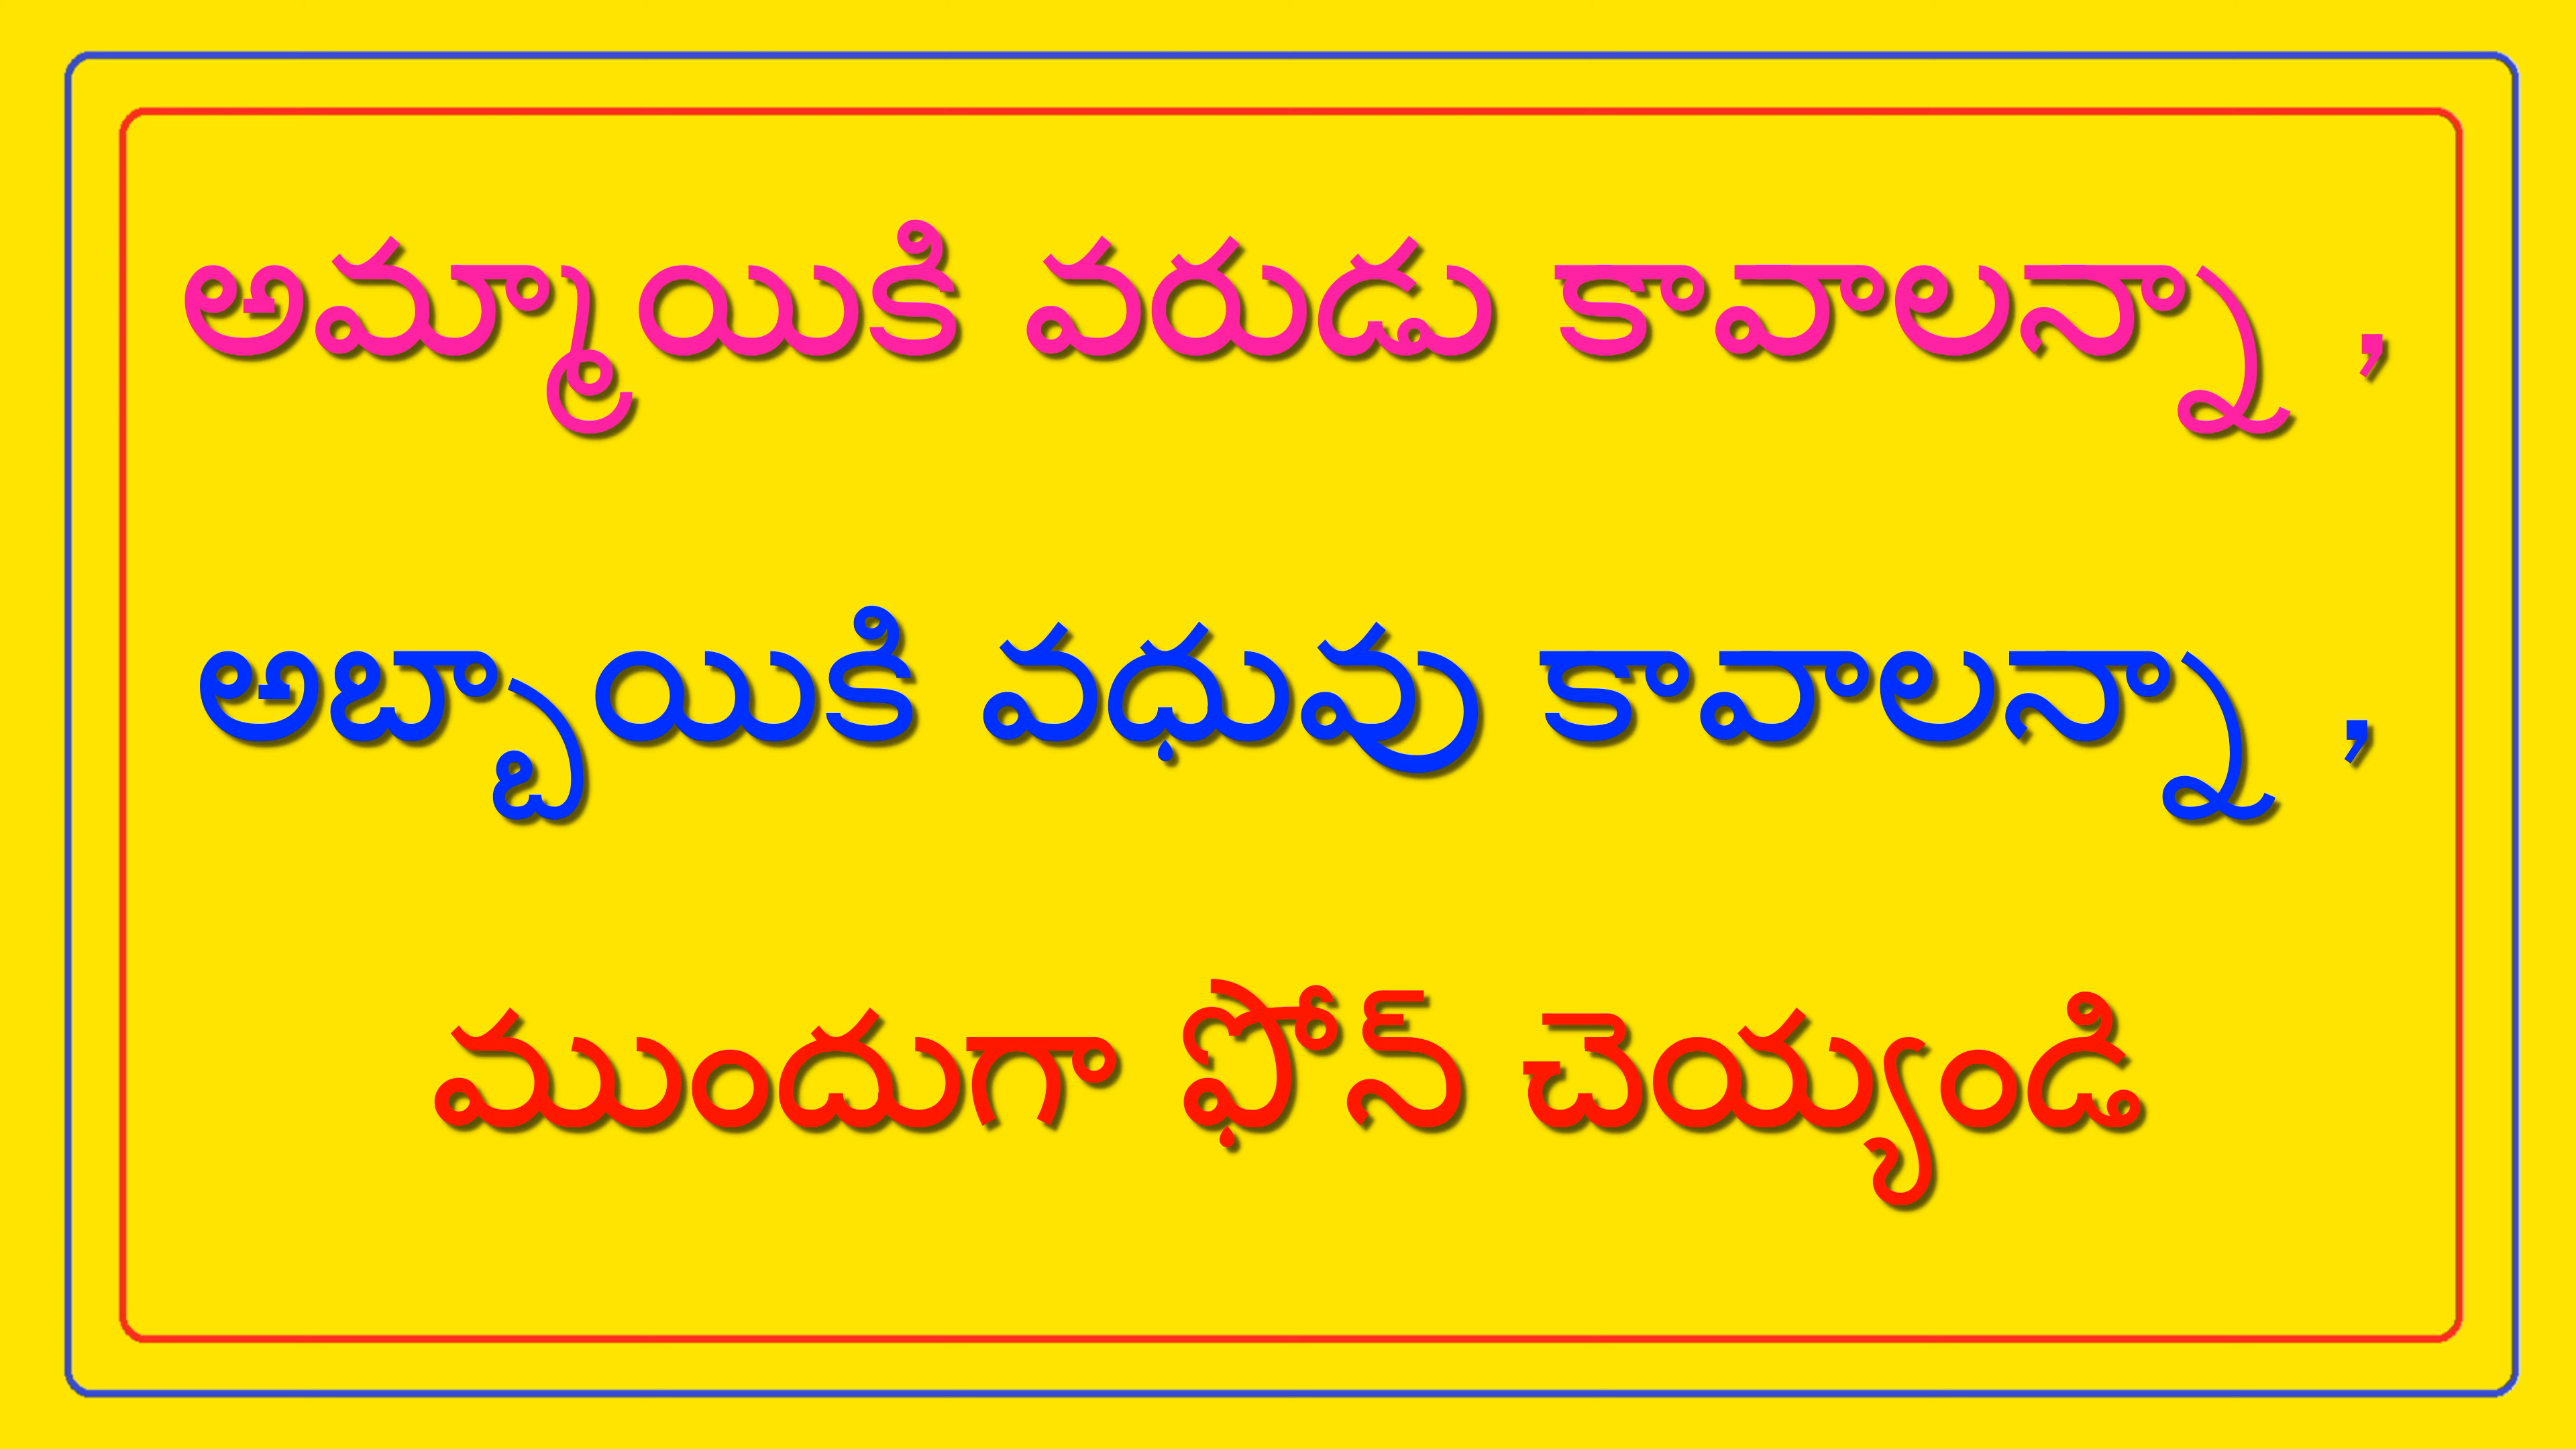 అమ్మాయికి వరుడు కావాలన్నా ,
అబ్బాయికి వధువు కావాలన్నా ,
ముందుగా ఫోన్ చెయ్యండి